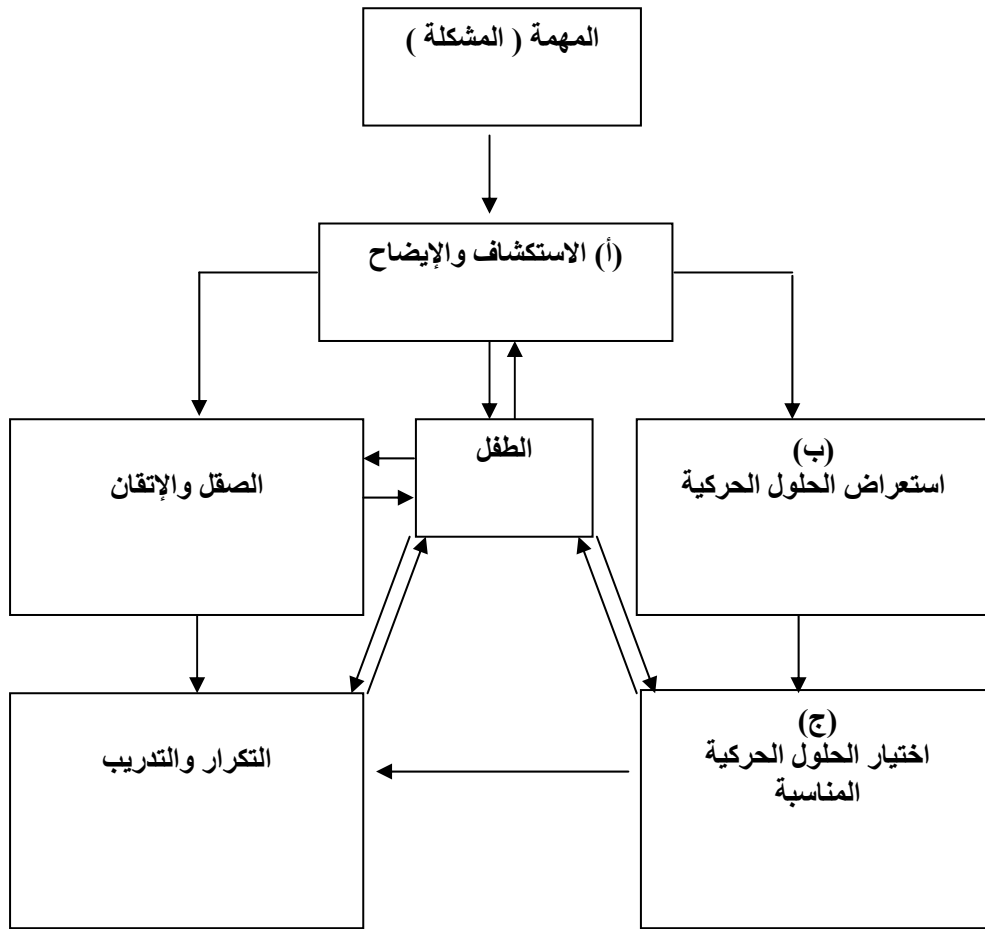 المهمة ( المشكلة )
(أ) الاستكشاف والإيضاح
(ب)
استعراض الحلول الحركية
الطفل
الصقل والإتقان
(ج)
اختيار الحلول الحركية
المناسبة
التكرار والتدريب